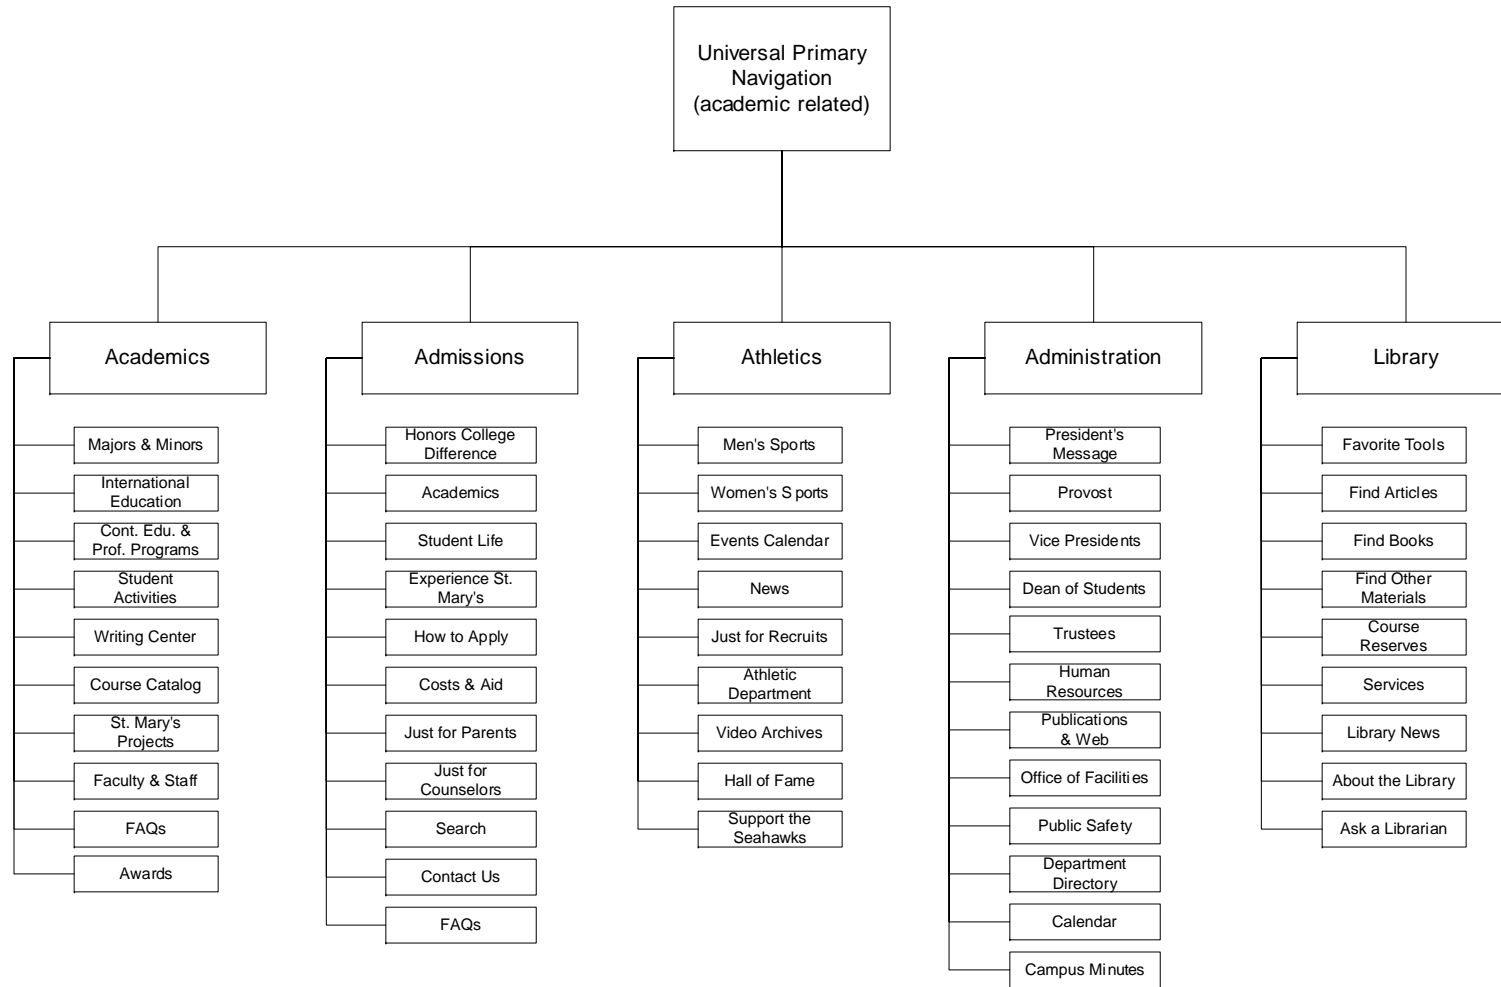 Universal Primary
Navigation
(academic related)
Academics
Majors & Minors
International
Education
Cont. Edu. &
Prof. Programs
Student
Activities
Writing Center
Course Catalog
St. Mary's
Projects
Faculty & Staff
FAQs
Awards
Admissions
Honors College
Difference
Academics
Student Life
Experience St.
Mary's
How to Apply
Costs & Aid
Just for Parents
Just for
Counselors
Search
Contact Us
FAQs
Athletics
Men's Sports
Women's Sports
Events Calendar
News
Just for Recruits
Athletic
Department
Video Archives
Hall of Fame
Support the
Seahawks
Administration
President's
Message
Provost
Vice Presidents
Dean of Students
Trustees
Human
Resources
Publications
& Web
Office of Facilities
Public Safety
Department
Directory
Calendar
Campus Minutes
Library
Favorite Tools
Find Articles
Find Books
Find Other
Materials
Course
Reserves
Services
Library News
About the Library
Ask a Librarian